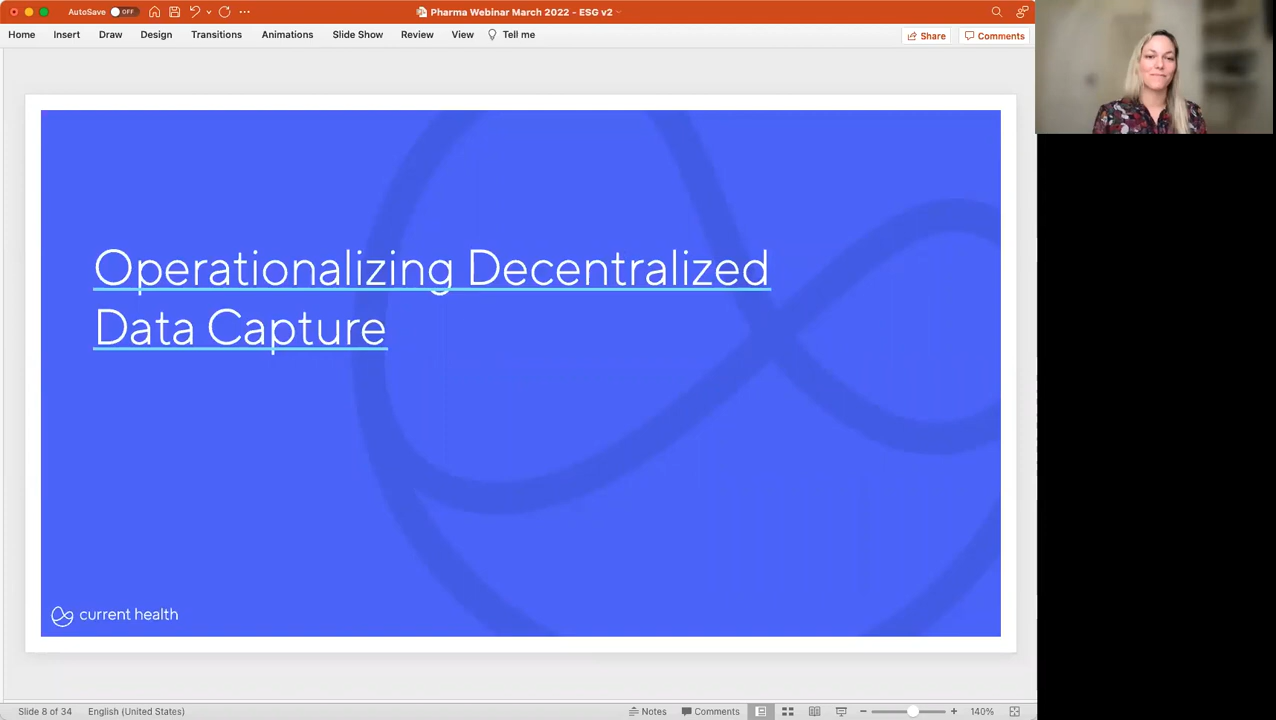 AutoSave OFF
Pharma Webinar March 2022 - ESG v2
Home Insert Draw Design Transitions Animations Slide Show Review View Tell me
Share Comments
Operationalizing Decentralized
Data Capture
current health
Slide 8 of 34 English (United States) Notes Comments 140%